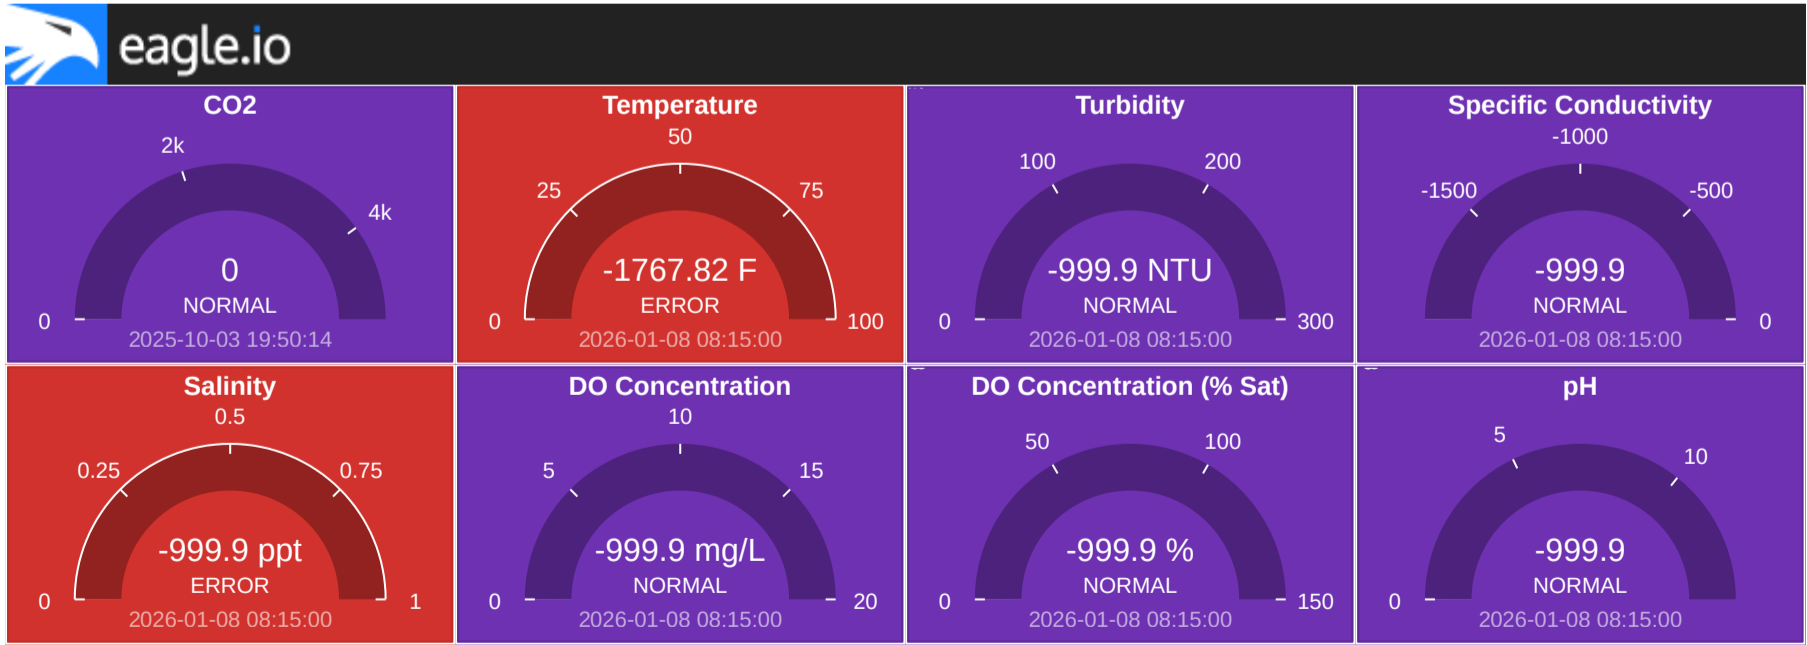 eagle.io
CO2
2k
4k
0
0
NORMAL
2025-10-03 19:50:14
Temperature
50
25
75
-1767.82 F
ERROR
0
100
2026-01-08 08:15:00
Turbidity
100
200
-999.9 NTU
NORMAL
0
300
2026-01-08 08:15:00
Specific Conductivity
-1000
-1500
-500
-999.9
NORMAL
0
2026-01-08 08:15:00
Salinity
0.5
0.25
0.75
-999.9 ppt
ERROR
0
1
2026-01-08 08:15:00
DO Concentration
10
5
15
-999.9 mg/L
NORMAL
0
20
2026-01-08 08:15:00
DO Concentration (% Sat)
50
100
-999.9 %
NORMAL
0
150
2026-01-08 08:15:00
pH
5
10
-999.9
NORMAL
0
2026-01-08 08:15:00